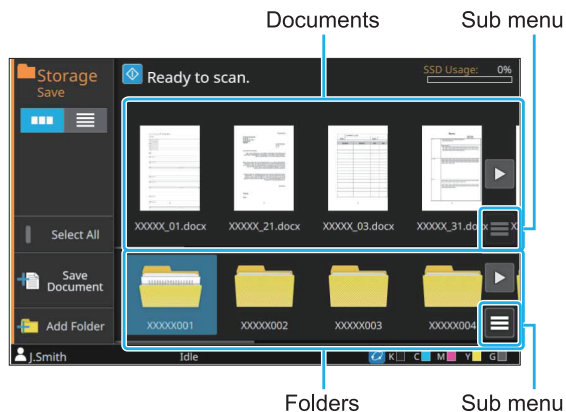 Documents
Sub menu
Storage
Save
Ready to scan.
SSD Usage: 0%
XXXXX_01.docx
XXXXX_21.docx
XXXXX_03.docx
XXXXX_31.docx
X
Select All
Save
Document
Add Folder
XXXXX001
XXXXX002
XXXXX003
XXXXX004
J.Smith
Idle
K C M Y G
Folders
Sub menu